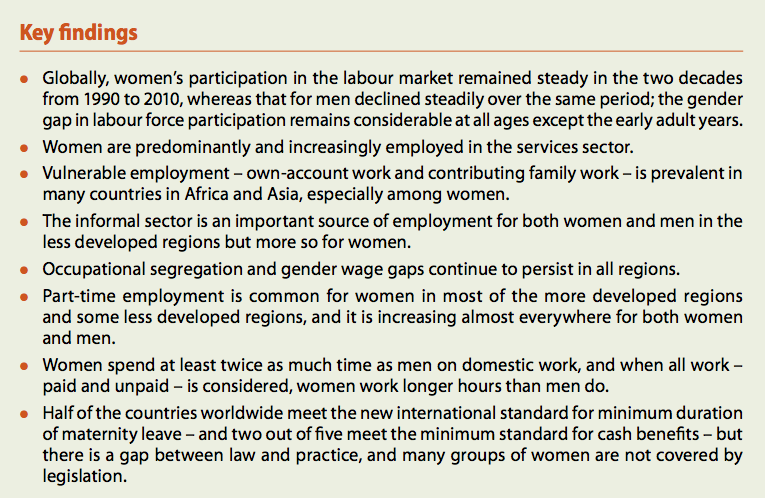 Key findings
● Globally, women’s participation in the labour market remained steady in the two decades
from 1990 to 2010, whereas that for men declined steadily over the same period; the gender
gap in labour force participation remains considerable at all ages except the early adult years.
● Women are predominantly and increasingly employed in the services sector.
● Vulnerable employment – own-account work and contributing family work – is prevalent in
many countries in Africa and Asia, especially among women.
● The informal sector is an important source of employment for both women and men in the
less developed regions but more so for women.
● Occupational segregation and gender wage gaps continue to persist in all regions.
● Part-time employment is common for women in most of the more developed regions
and some less developed regions, and it is increasing almost everywhere for both women
and men.
● Women spend at least twice as much time as men on domestic work, and when all work –
paid and unpaid – is considered, women work longer hours than men do.
● Half of the countries worldwide meet the new international standard for minimum duration
of maternity leave – and two out of five meet the minimum standard for cash benefits – but
there is a gap between law and practice, and many groups of women are not covered by
legislation.